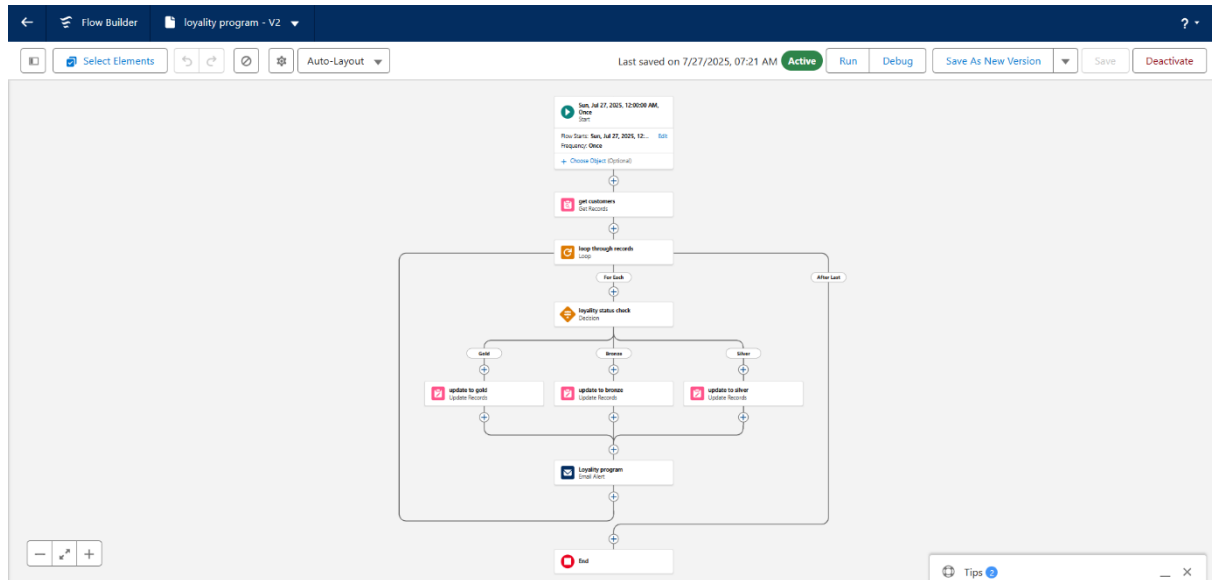 Flow Builder
loyality program - V2
?
Select Elements
Auto-Layout
Last saved on 7/27/2025, 07:21 AM
Active
Run
Debug
Save As New Version
Save
Deactivate
Sun, Jul 27, 2025, 12:00:00 AM,
Once
Start
Flow Starts: Sun, Jul 27, 2025, 12:...
Edit
Frequency: Once
+ Choose Object (Optional)
get customers
Get Records
loop through records
Loop
For Each
After Last
loyality status check
Decision
Gold
Bronze
Silver
update to gold
Update Records
update to bronze
Update Records
update to silver
Update Records
Loyality program
Email Alert
End
Tips 2